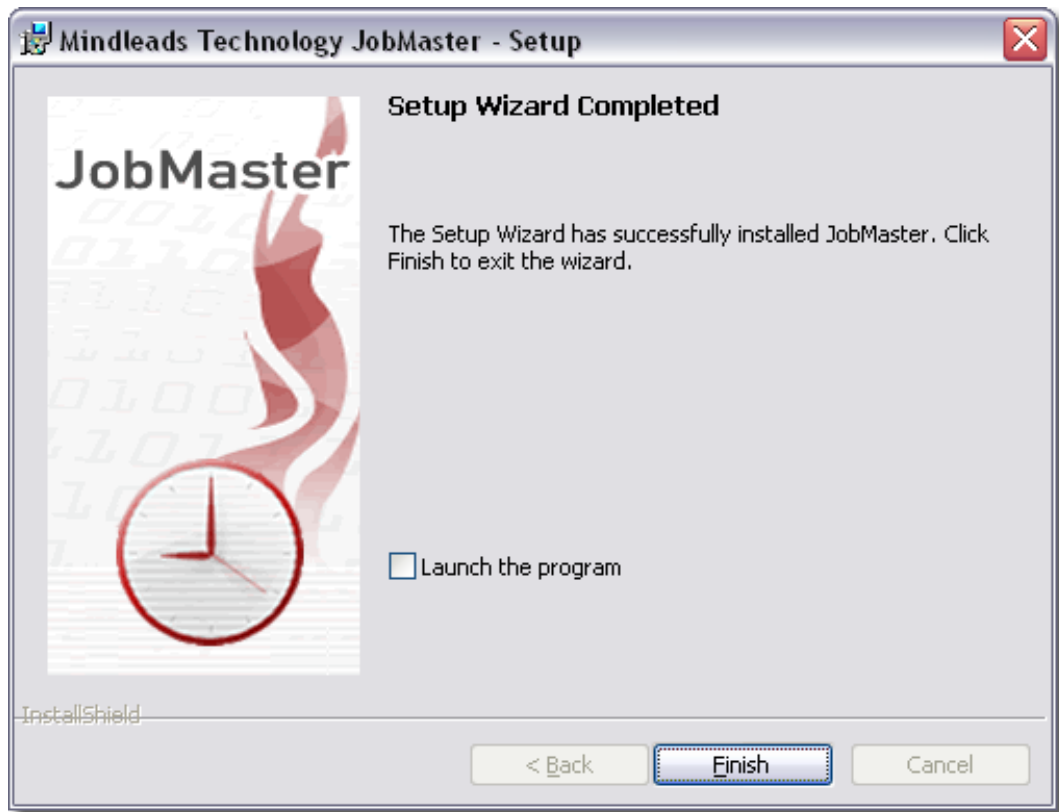 Mindleads Technology JobMaster - Setup
JobMaster
Setup Wizard Completed
The Setup Wizard has successfully installed JobMaster. Click
Finish to exit the wizard.
Launch the program
InstallShield
< Back
Finish
Cancel